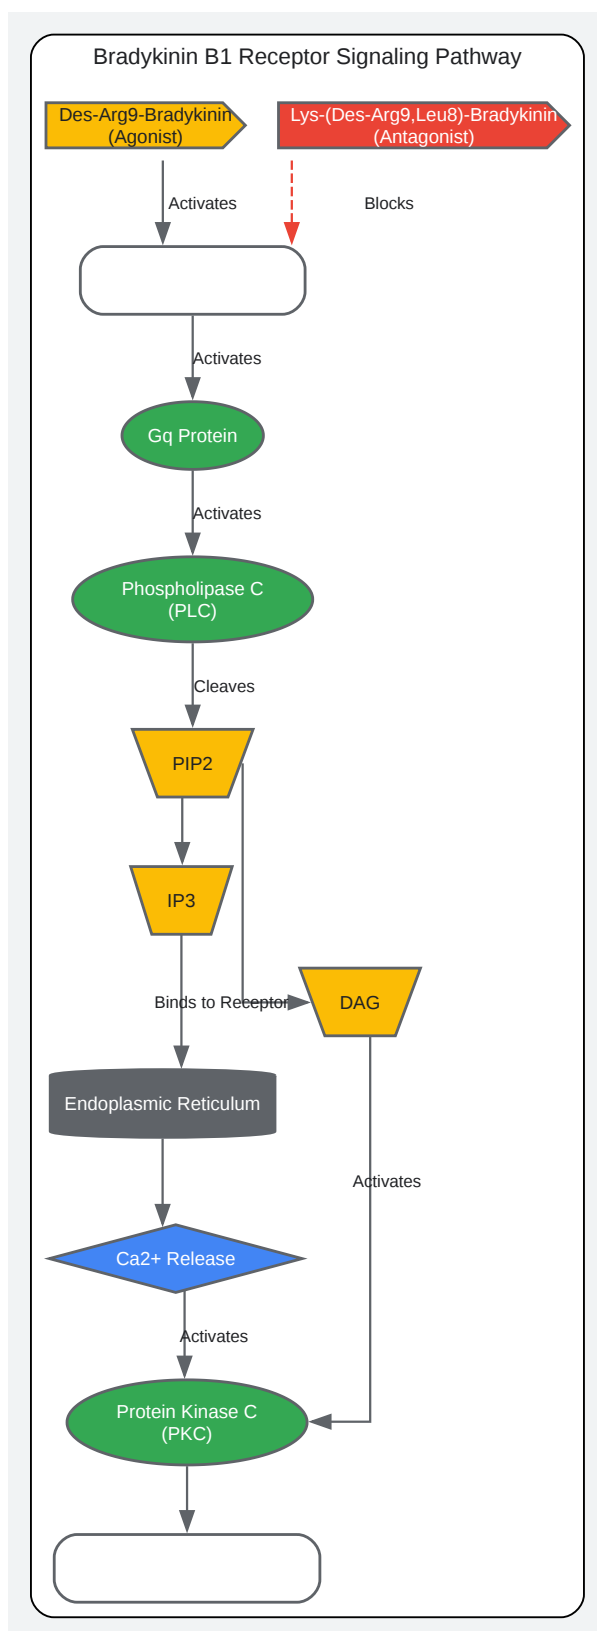 Bradykinin B1 Receptor Signaling Pathway
Des-Arg9-Bradykinin
(Agonist)
Lys-(Des-Arg9,Leu8)-Bradykinin
(Antagonist)
Activates
Blocks
Activates
Gq Protein
Activates
Phospholipase C
(PLC)
Cleaves
PIP2
IP3
Binds to Receptor
DAG
Endoplasmic Reticulum
Activates
Ca2+ Release
Activates
Protein Kinase C
(PKC)